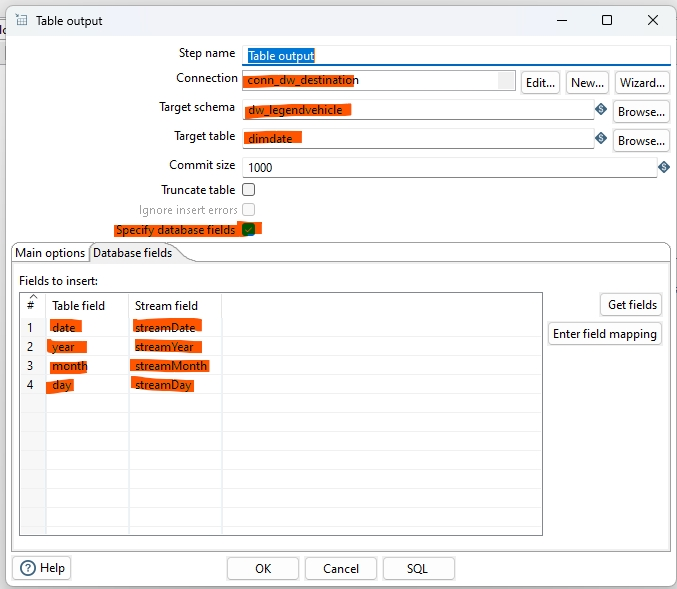 Table output
Step name Table output
Connection conn_dw_destination Edit... New... Wizard...
Target schema dw_legendvehicle Browse...
Target table dimdate Browse...
Commit size 1000
Truncate table
Ignore insert errors
Specify database fields
Main options Database fields
Fields to insert:
# Table field Stream field
Get fields
1 date streamDate
Enter field mapping
2 year streamYear
3 month streamMonth
4 day streamDay
Help OK Cancel SQL